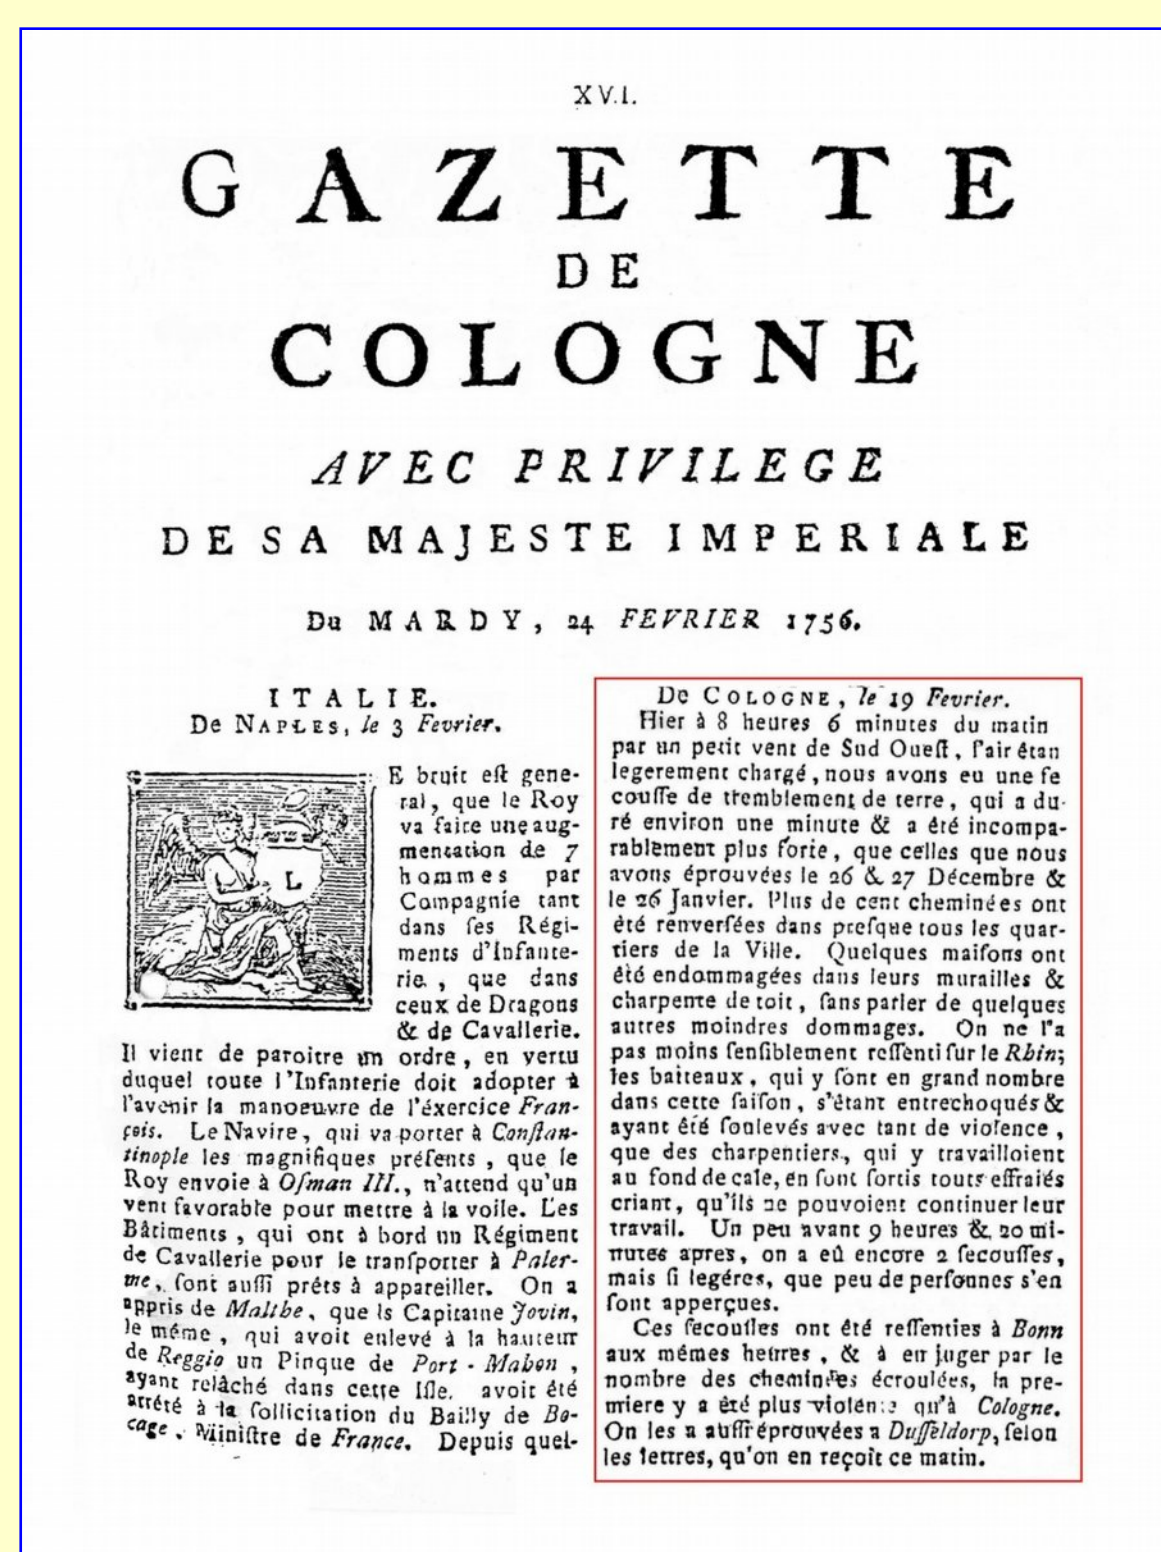 XVI.
GAZETTE
DE
COLOGNE
AVEC PRIVILEGE
DE SA MAJESTE IMPERIALE
Du MARDY, 24 FEVRIER 1756.
ITALIE.
De NAPLES, le 3 Fevrier.
LE bruit eſt gene-
ral, que le Roy
va faire une aug-
mentation de 7
hommes par
Compagnie tant
dans ſes Régi-
ments d'Infante-
rie, que dans
ceux de Dragons
& de Cavallerie.
Il vient de paroitre un ordre, en vertu
duquel toute l'Infanterie doit adopter à
l'avenir la manoeuvre de l'éxercice Fran-
çois. Le Navire, qui va porter à Conſtan-
tinople les magnifiques préſents, que le
Roy envoie à Oſman III., n'attend qu'un
vent favorable pour mettre à la voile. Les
Bâtiments, qui ont à bord un Régiment
de Cavallerie pour le tranſporter à Paler-
me, ſont auſſi préts à appareiller. On a
appris de Malthe, que le Capitaine Jovin,
le méme, qui avoit enlevé à la hauteur
de Reggio un Pinque de Port-Mahon,
ayant relâché dans cette Iſle, avoit été
arrété à la ſollicitation du Bailly de Bo-
cage, Miniſtre de France. Depuis quel-
De COLOGNE, le 19 Fevrier.
Hier à 8 heures 6 minutes du matin
par un petit vent de Sud Oueſt, l'air étan
legerement chargé, nous avons eu une ſe
couſſe de tremblement de terre, qui a du-
ré environ une minute & a été incompa-
rablement plus forte, que celles que nous
avons éprouvées le 26 & 27 Décembre &
le 26 Janvier. Plus de cent cheminées ont
été renverſées dans preſque tous les quar-
tiers de la Ville. Quelques maiſons ont
été endommagées dans leurs murailles &
charpente de toit, ſans parler de quelques
autres moindres dommages. On ne l'a
pas moins ſenſiblement reſſenti ſur le Rhin;
les batteaux, qui y ſont en grand nombre
dans cette ſaiſon, s'étant entrechoqués &
ayant été ſoulevés avec tant de violence,
que des charpentiers, qui y travailloient
au fond de cale, en ſont ſortis touts effraiés
criant, qu'ils ne pouvoient continuer leur
travail. Un peu avant 9 heures & 20 mi-
nutes apres, on a eû encore 2 ſecouſſes,
mais ſi legéres, que peu de perſonnes s'en
ſont apperçues.
Ces ſecouſſes ont été reſſenties à Bonn
aux mémes heures, & à en juger par le
nombre des cheminées écroulées, la pre-
miere y a été plus violente qu'à Cologne.
On les a auſſi éprouvées a Duſſeldorp, ſelon
les lettres, qu'on en reçoit ce matin.